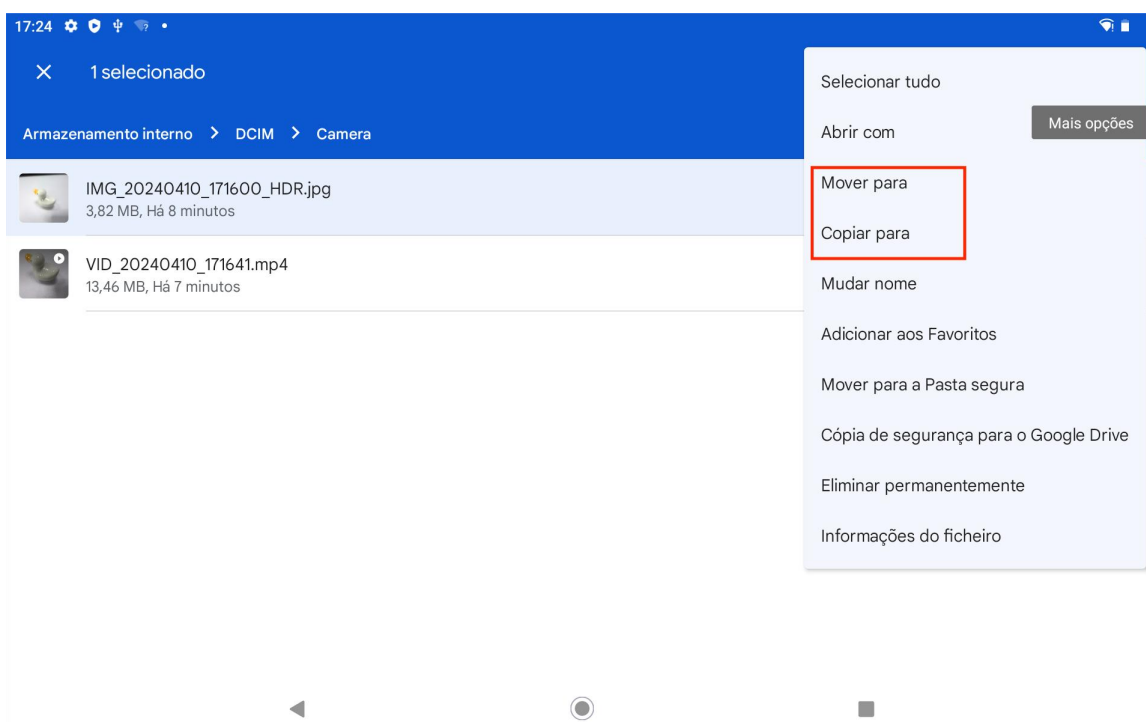 17:24
1 selecionado
Armazenamento interno > DCIM > Camera
IMG_20240410_171600_HDR.jpg
3,82 MB, Há 8 minutos
VID_20240410_171641.mp4
13,46 MB, Há 7 minutos
Selecionar tudo
Abrir com
Mais opções
Mover para
Copiar para
Mudar nome
Adicionar aos Favoritos
Mover para a Pasta segura
Cópia de segurança para o Google Drive
Eliminar permanentemente
Informações do ficheiro